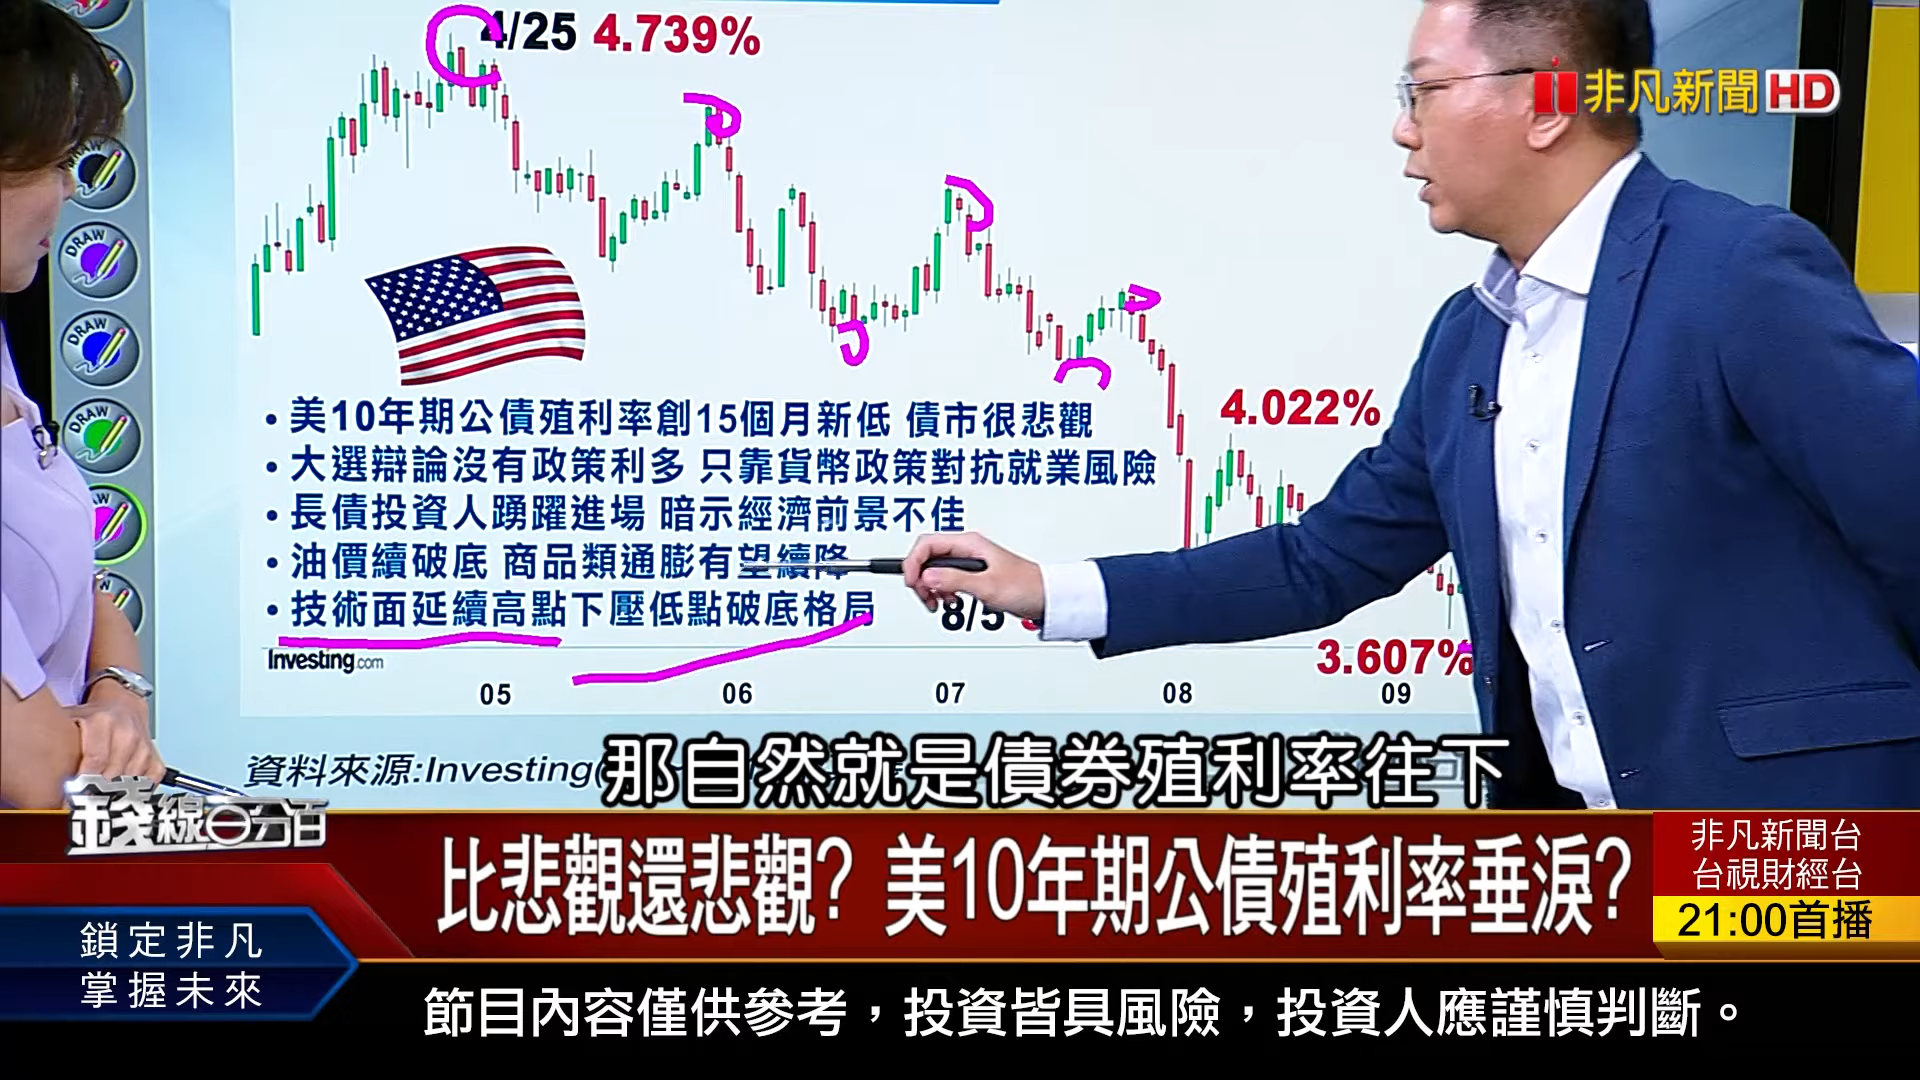 4/25 4.739%
非凡新聞HD
DRAW
DRAW
DRAW
DRAW
4.022%
•美10年期公債殖利率創15個月新低 債市很悲觀
•大選辯論沒有政策利多 只靠貨幣政策對抗就業風險
•長債投資人踴躍進場 暗示經濟前景不佳
•油價續破底 商品類通膨有望續降
•技術面延續高點下壓低點破底格局
8/5
3.607%
Investing.com
05 06 07 08 09
資料來源:Investing(
那自然就是債券殖利率往下
錢線百分百
比悲觀還悲觀? 美10年期公債殖利率垂淚?
非凡新聞台
台視財經台
21:00首播
鎖定非凡
掌握未來
節目內容僅供參考，投資皆具風險，投資人應謹慎判斷。